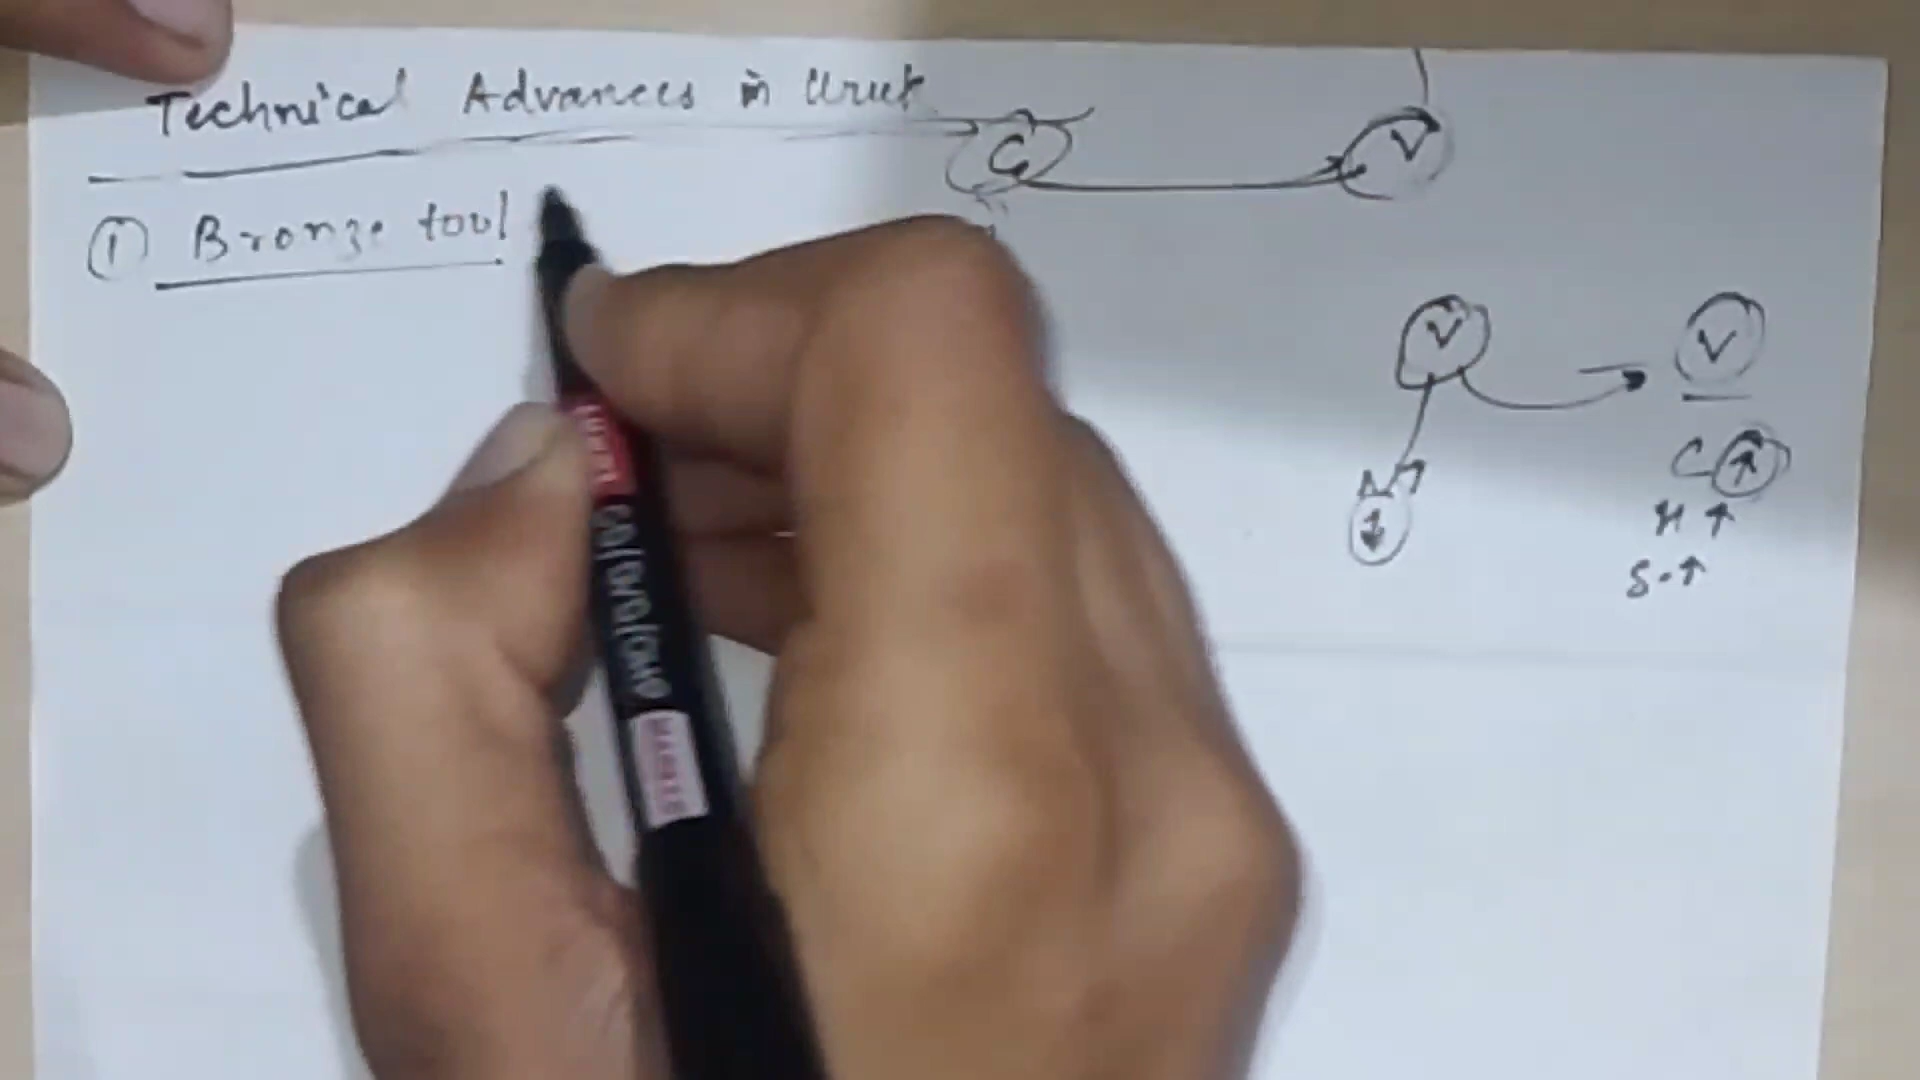 Technical Advances in Uruk
① Bronze tool
G
V
V
V
C ↑
H ↑
S. ↑